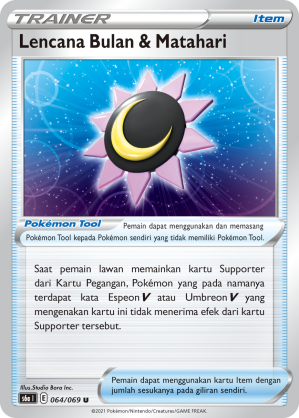 TRAINER Item
Lencana Bulan & Matahari
Pokémon Tool Pemain dapat menggunakan dan memasang
Pokémon Tool kepada Pokémon sendiri yang tidak memiliki Pokémon Tool.
Saat pemain lawan memainkan kartu Supporter
dari Kartu Pegangan, Pokémon yang pada namanya
terdapat kata Espeon V atau Umbreon V yang
mengenakan kartu ini tidak menerima efek dari kartu
Supporter tersebut.
Illus. Studio Bora Inc.
s6a I E 064/069 U
Pemain dapat menggunakan kartu Item dengan
jumlah sesukanya pada giliran sendiri.
©2021 Pokémon/Nintendo/Creatures/GAME FREAK.